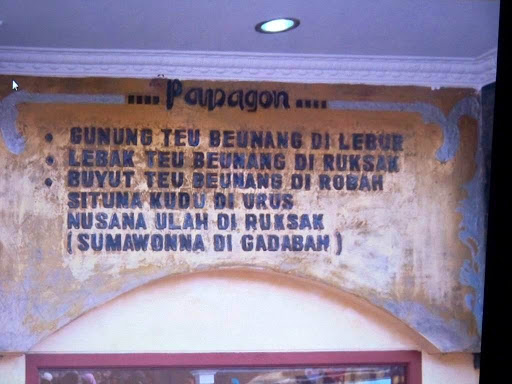 .... Papagon ....
• GUNUNG TEU BEUNANG DI LEBUR
• LEBAK TEU BEUNANG DI RUKSAK
• BUYUT TEU BEUNANG DI ROBAH
SITUNA KUDU DI URUS
NUSANA ULAH DI RUKSAK
( SUMAWONNA DI GADABAH )